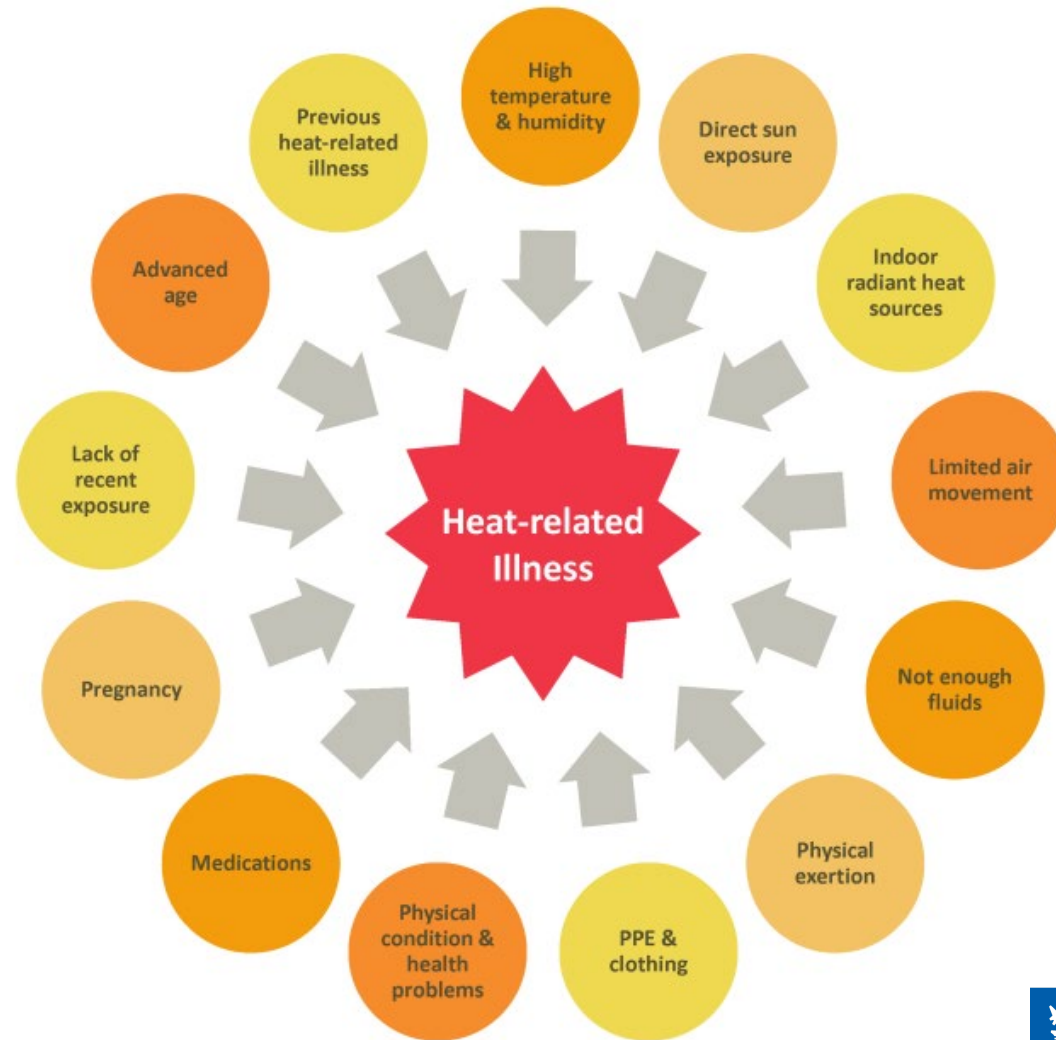 High
temperature
& humidity
Direct sun
exposure
Indoor
radiant heat
sources
Limited air
movement
Not enough
fluids
Physical
exertion
PPE &
clothing
Physical
condition &
health
problems
Medications
Pregnancy
Lack of
recent
exposure
Advanced
age
Previous
heat-related
illness
Heat-related
Illness